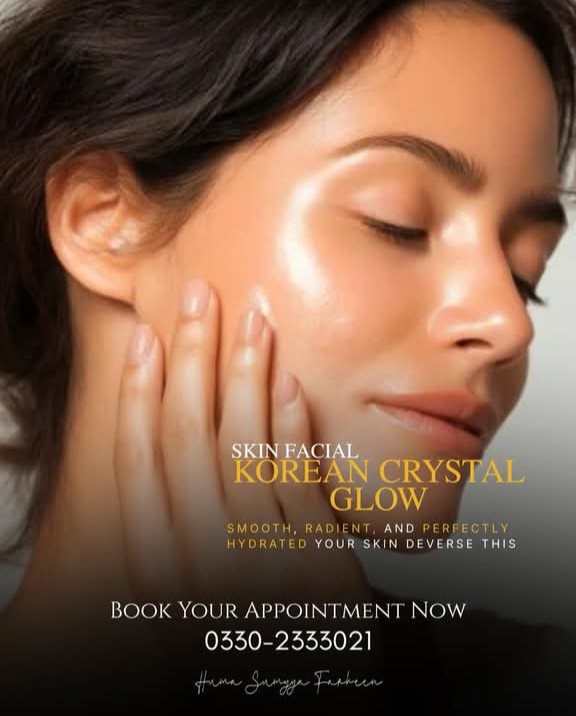 SKIN FACIAL
KOREAN CRYSTAL
GLOW
SMOOTH, RADIENT, AND PERFECTLY
HYDRATED YOUR SKIN DEVERSE THIS
BOOK YOUR APPOINTMENT NOW
0330-2333021
Huma Sumyya Farheen